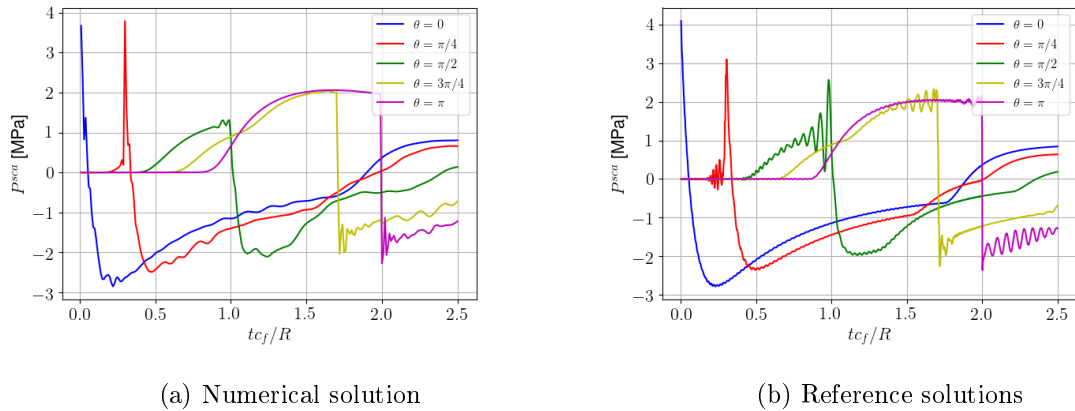 4
3
2
1
0
−1
−2
−3
P^{sca} [MPa]
0.0 0.5 1.0 1.5 2.0 2.5
tc_f/R
θ = 0
θ = π/4
θ = π/2
θ = 3π/4
θ = π
(a) Numerical solution
4
3
2
1
0
−1
−2
−3
P^{sca} [MPa]
0.0 0.5 1.0 1.5 2.0 2.5
tc_f/R
θ = 0
θ = π/4
θ = π/2
θ = 3π/4
θ = π
(b) Reference solutions